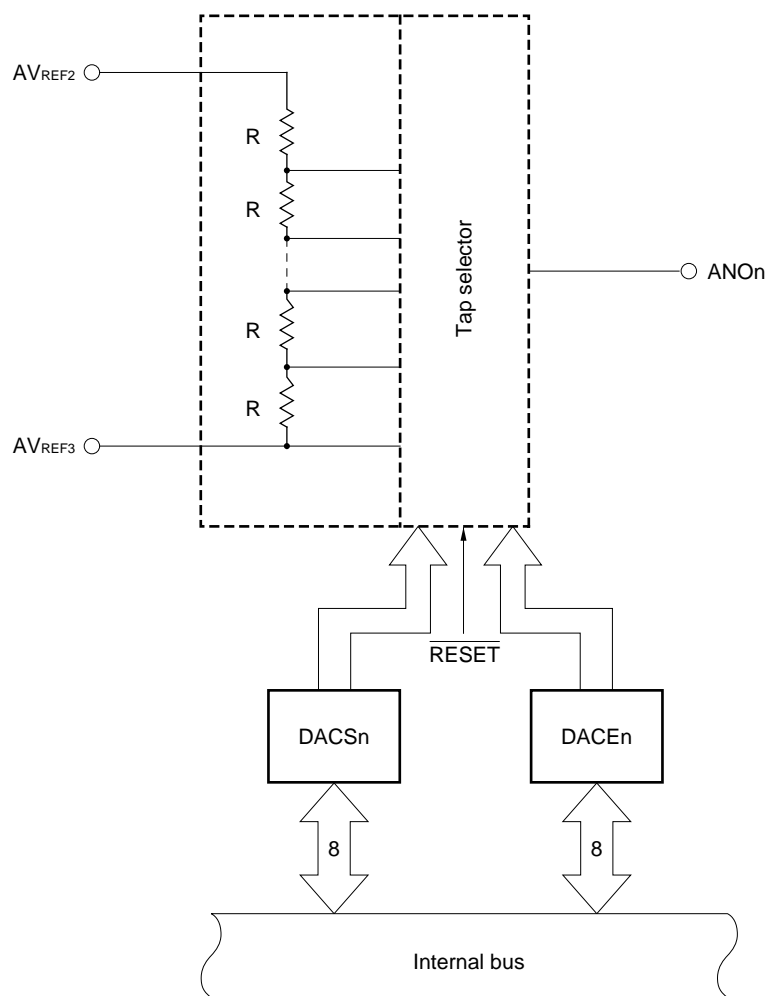 AVREF2
R
R
R
R
AVREF3
Tap selector
ANOn
RESET
DACSn
DACEn
8
8
Internal bus